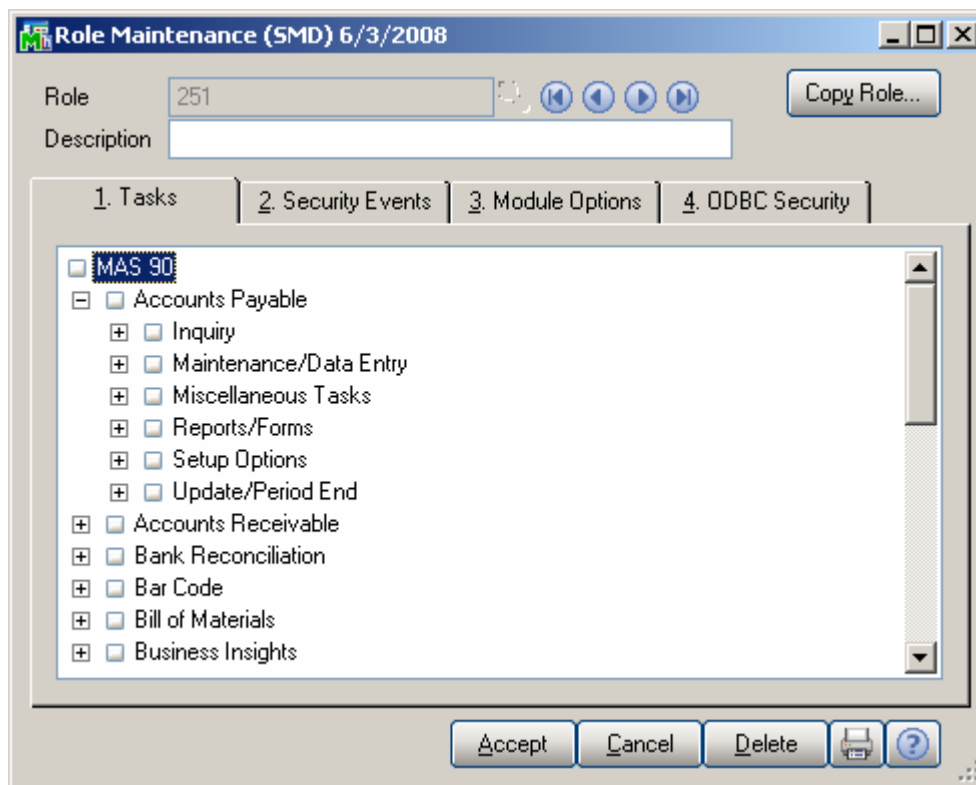 Role Maintenance (SMD) 6/3/2008
Role 251 Copy Role...
Description
1. Tasks 2. Security Events 3. Module Options 4. ODBC Security
MAS 90
Accounts Payable
Inquiry
Maintenance/Data Entry
Miscellaneous Tasks
Reports/Forms
Setup Options
Update/Period End
Accounts Receivable
Bank Reconciliation
Bar Code
Bill of Materials
Business Insights
Accept Cancel Delete